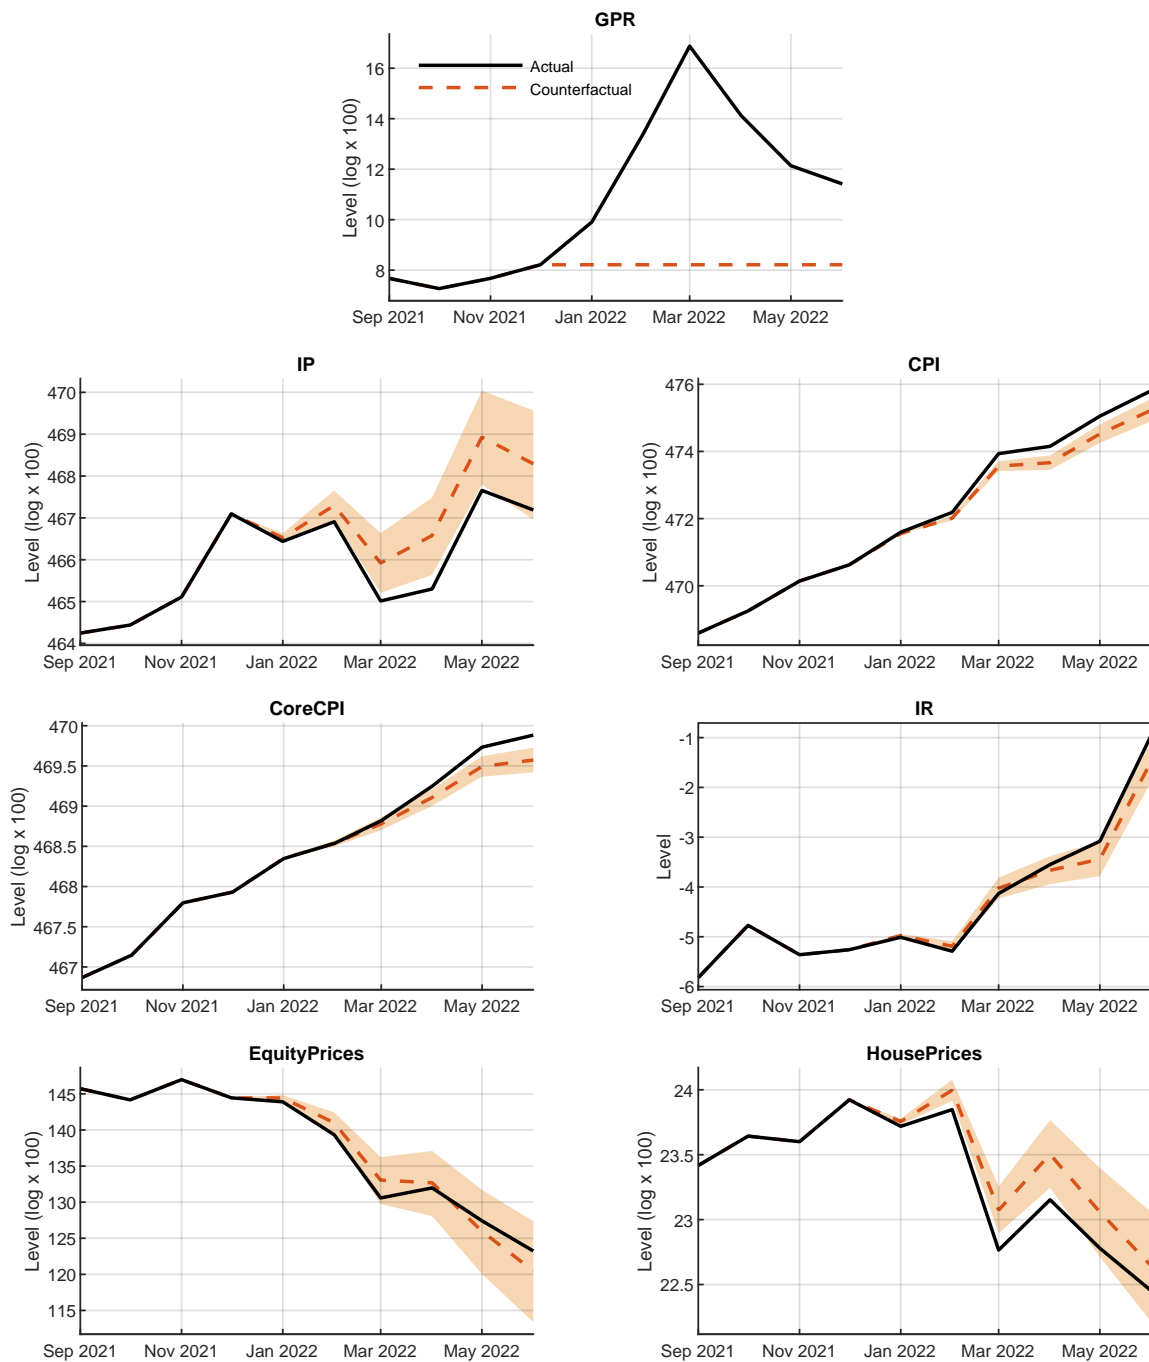 GPR
Level (log x 100)
16
14
12
10
8
Actual
Counterfactual
Sep 2021 Nov 2021 Jan 2022 Mar 2022 May 2022
IP
Level (log x 100)
470
469
468
467
466
465
464
Sep 2021 Nov 2021 Jan 2022 Mar 2022 May 2022
CPI
Level (log x 100)
476
474
472
470
Sep 2021 Nov 2021 Jan 2022 Mar 2022 May 2022
CoreCPI
Level (log x 100)
470
469.5
469
468.5
468
467.5
467
Sep 2021 Nov 2021 Jan 2022 Mar 2022 May 2022
IR
Level
-1
-2
-3
-4
-5
-6
Sep 2021 Nov 2021 Jan 2022 Mar 2022 May 2022
EquityPrices
Level (log x 100)
145
140
135
130
125
120
115
Sep 2021 Nov 2021 Jan 2022 Mar 2022 May 2022
HousePrices
Level (log x 100)
24
23.5
23
22.5
Sep 2021 Nov 2021 Jan 2022 Mar 2022 May 2022